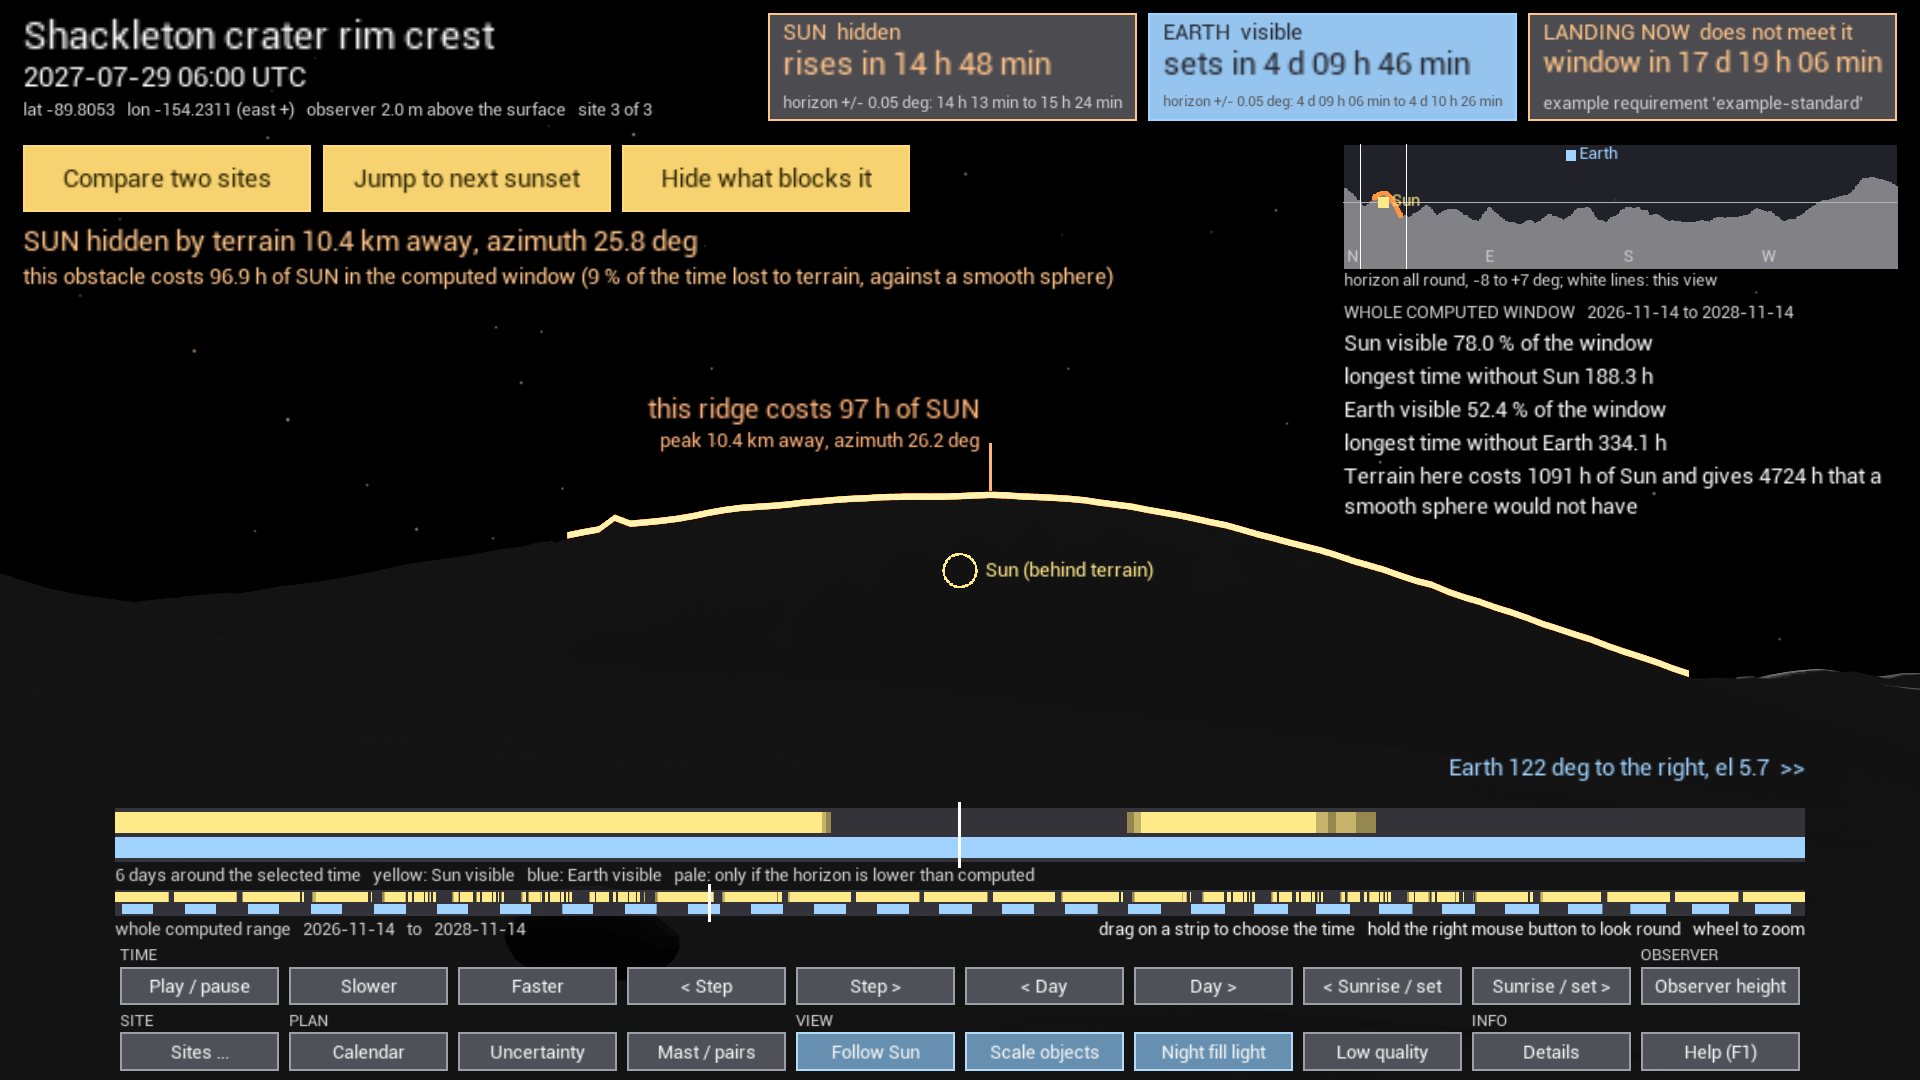 Shackleton crater rim crest
2027-07-29 06:00 UTC
lat -89.8053 lon -154.2311 (east +) observer 2.0 m above the surface site 3 of 3
SUN hidden
rises in 14 h 48 min
horizon +/- 0.05 deg: 14 h 13 min to 15 h 24 min
EARTH visible
sets in 4 d 09 h 46 min
horizon +/- 0.05 deg: 4 d 09 h 06 min to 4 d 10 h 26 min
LANDING NOW does not meet it
window in 17 d 19 h 06 min
example requirement 'example-standard'
Compare two sites
Jump to next sunset
Hide what blocks it
SUN hidden by terrain 10.4 km away, azimuth 25.8 deg
this obstacle costs 96.9 h of SUN in the computed window (9 % of the time lost to terrain, against a smooth sphere)
Earth
Sun
N E S W
horizon all round, -8 to +7 deg; white lines: this view
WHOLE COMPUTED WINDOW 2026-11-14 to 2028-11-14
Sun visible 78.0 % of the window
longest time without Sun 188.3 h
Earth visible 52.4 % of the window
longest time without Earth 334.1 h
Terrain here costs 1091 h of Sun and gives 4724 h that a
smooth sphere would not have
this ridge costs 97 h of SUN
peak 10.4 km away, azimuth 26.2 deg
Sun (behind terrain)
Earth 122 deg to the right, el 5.7 >>
6 days around the selected time yellow: Sun visible blue: Earth visible pale: only if the horizon is lower than computed
whole computed range 2026-11-14 to 2028-11-14
drag on a strip to choose the time hold the right mouse button to look round wheel to zoom
TIME
OBSERVER
Play / pause
Slower
Faster
< Step
Step >
< Day
Day >
< Sunrise / set
Sunrise / set >
Observer height
SITE
PLAN
VIEW
INFO
Sites ...
Calendar
Uncertainty
Mast / pairs
Follow Sun
Scale objects
Night fill light
Low quality
Details
Help (F1)